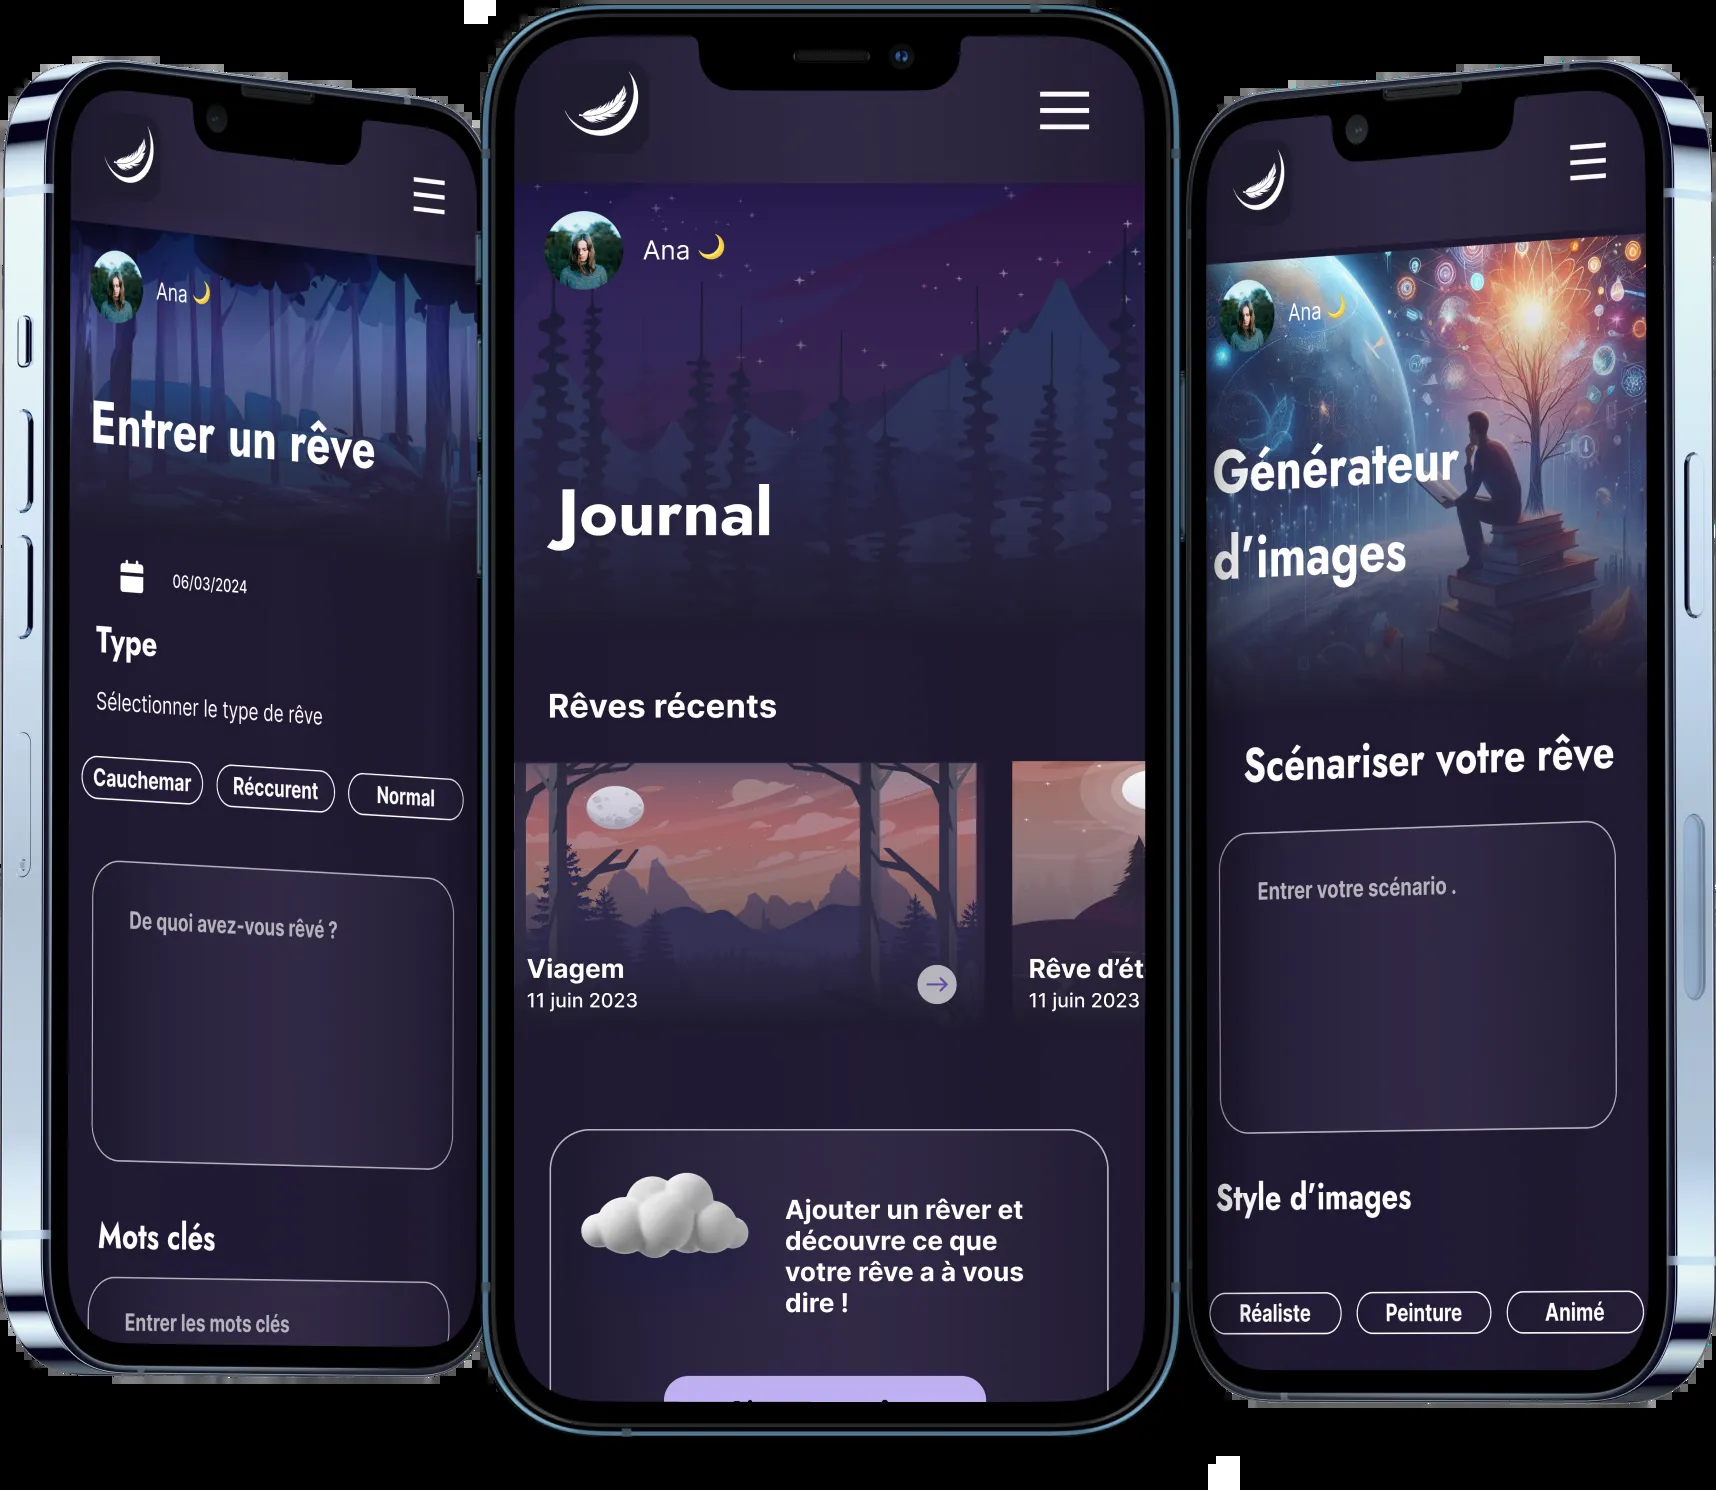 Ana
Entrer un rêve
06/03/2024
Type
Sélectionner le type de rêve
Cauchemar
Réccurent
Normal
De quoi avez-vous rêvé ?
Mots clés
Entrer les mots clés
Ana
Journal
Rêves récents
Viagem
11 juin 2023
Rêve d’ét
11 juin 2023
Ajouter un rêver et
découvre ce que
votre rêve a à vous
dire !
Ana
Générateur
d’images
Scénariser votre rêve
Entrer votre scénario .
Style d’images
Réaliste
Peinture
Animé